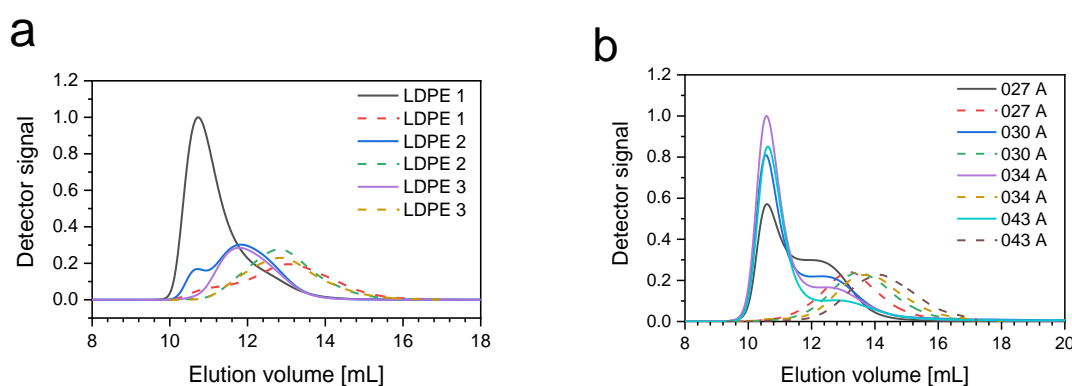 a
1.2
1.0
0.8
0.6
0.4
0.2
0.0
Detector signal
LDPE 1
LDPE 1
LDPE 2
LDPE 2
LDPE 3
LDPE 3
8 10 12 14 16 18
Elution volume [mL]
b
1.2
1.0
0.8
0.6
0.4
0.2
0.0
Detector signal
027 A
027 A
030 A
030 A
034 A
034 A
043 A
043 A
8 10 12 14 16 18 20
Elution volume [mL]